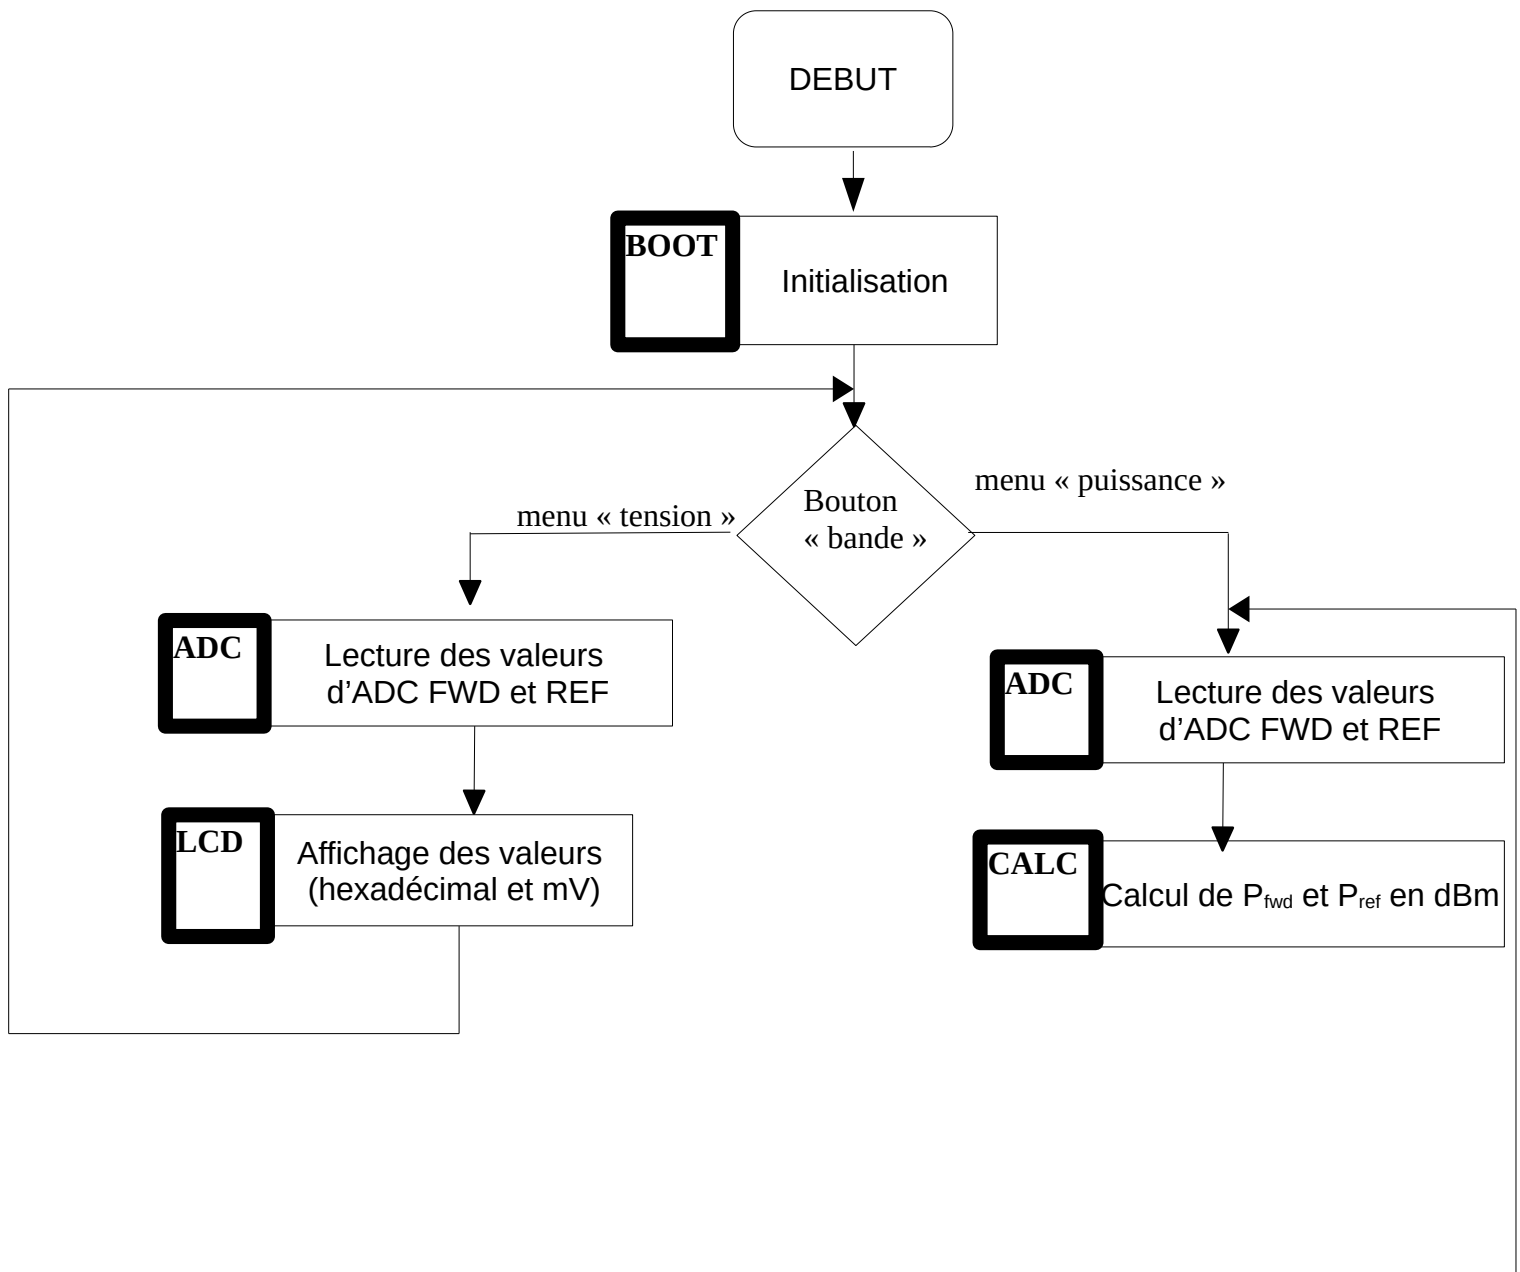 DEBUT
BOOT
Initialisation
menu « puissance »
Bouton
« bande »
menu « tension »
ADC
Lecture des valeurs
d’ADC FWD et REF
ADC
Lecture des valeurs
d’ADC FWD et REF
LCD
Affichage des valeurs
(hexadécimal et mV)
CALC
Calcul de Pfwd et Pref en dBm